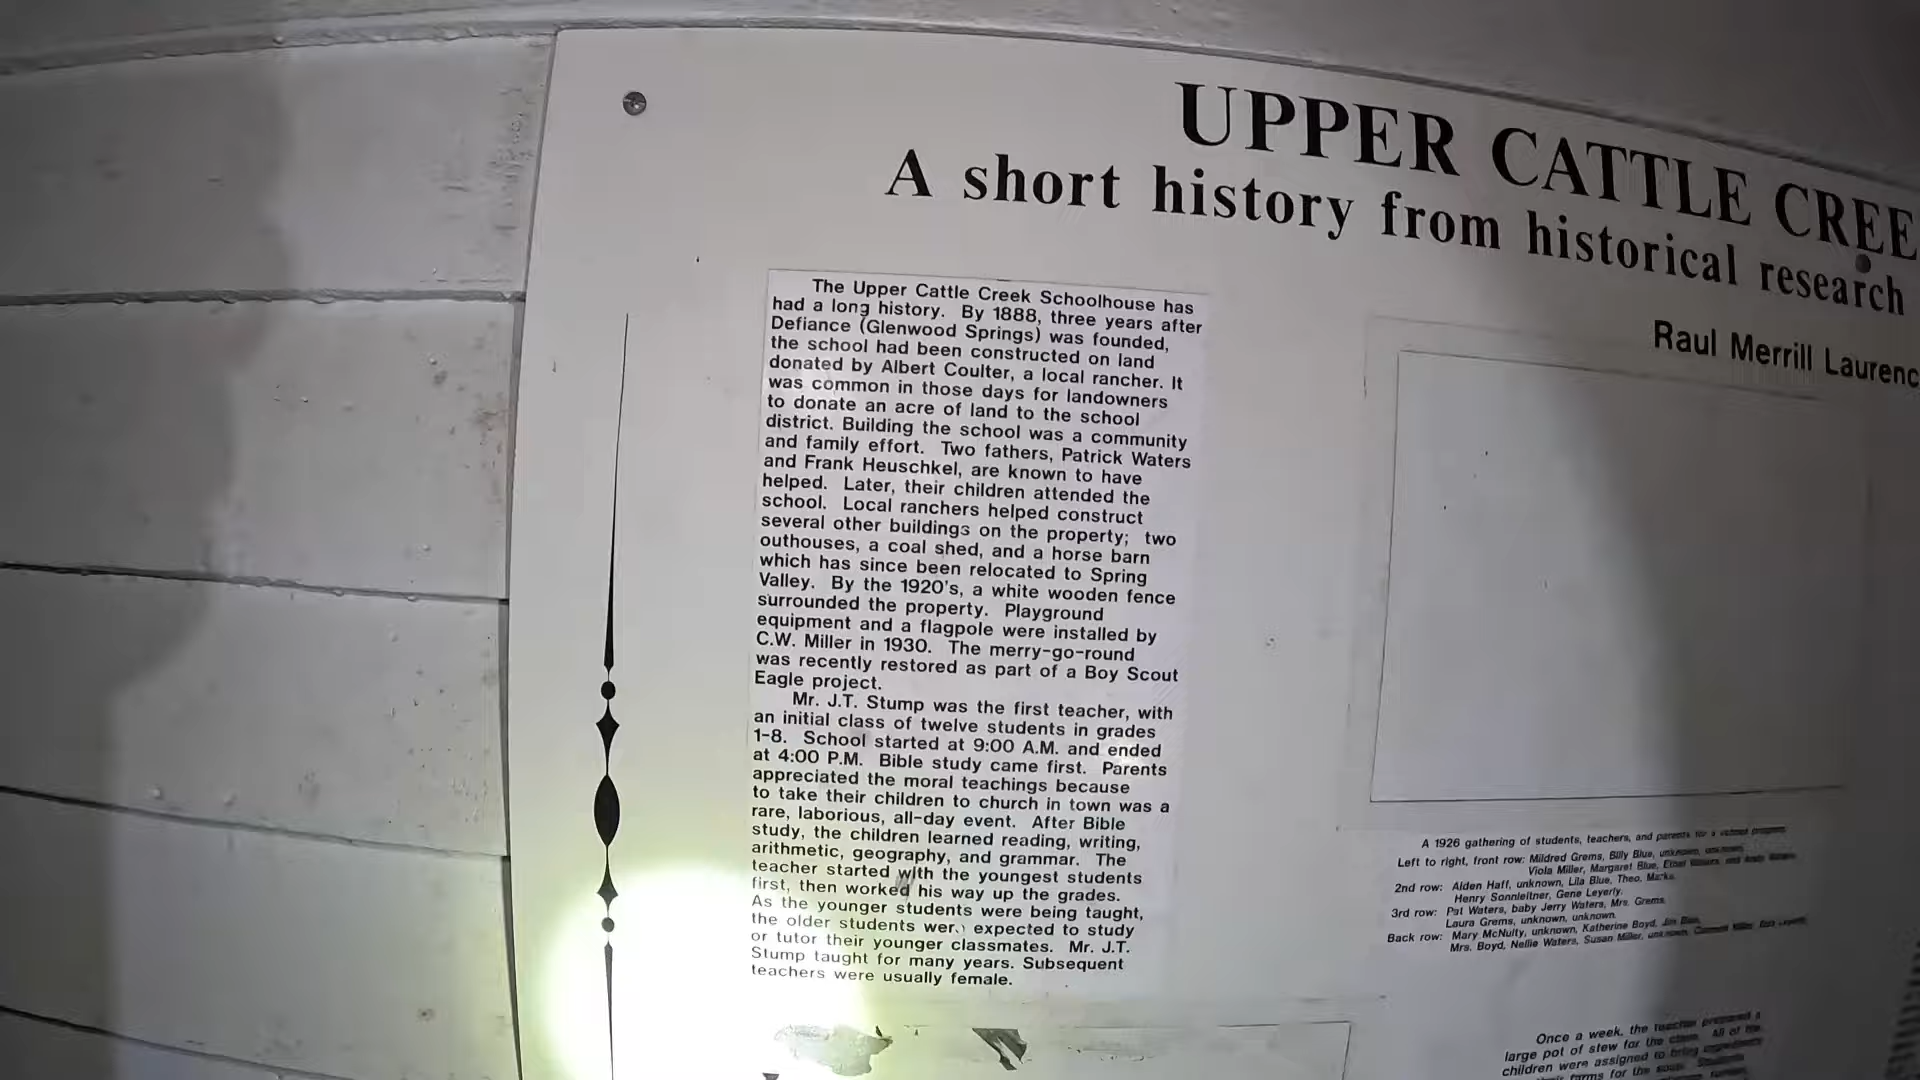 UPPER CATTLE CREE
A short history from historical research
Raul Merrill Laurenc
The Upper Cattle Creek Schoolhouse has
had a long history. By 1888, three years after
Defiance (Glenwood Springs) was founded,
the school had been constructed on land
donated by Albert Coulter, a local rancher. It
was common in those days for landowners
to donate an acre of land to the school
district. Building the school was a community
and family effort. Two fathers, Patrick Waters
and Frank Heuschkel, are known to have
helped. Later, their children attended the
school. Local ranchers helped construct
several other buildings on the property; two
outhouses, a coal shed, and a horse barn
which has since been relocated to Spring
Valley. By the 1920's, a white wooden fence
surrounded the property. Playground
equipment and a flagpole were installed by
C.W. Miller in 1930. The merry-go-round
was recently restored as part of a Boy Scout
Eagle project.
Mr. J.T. Stump was the first teacher, with
an initial class of twelve students in grades
1-8. School started at 9:00 A.M. and ended
at 4:00 P.M. Bible study came first. Parents
appreciated the moral teachings because
to take their children to church in town was a
rare, laborious, all-day event. After Bible
study, the children learned reading, writing,
arithmetic, geography, and grammar. The
teacher started with the youngest students
first, then worked his way up the grades.
As the younger students were being taught,
the older students were expected to study
or tutor their younger classmates. Mr. J.T.
Stump taught for many years. Subsequent
teachers were usually female.
A 1926 gathering of students, teachers, and parents for a school program
Left to right, front row: Mildred Grems, Billy Blue, unknown, unknown,
Viola Miller, Margaret Blue, Ethel Waters, and
2nd row: Alden Haff, unknown, Lila Blue, Theo. Marks,
Henry Sonnleitner, Gene Leyerly.
3rd row: Pat Waters, baby Jerry Waters, Mrs. Grems,
Laura Grems, unknown, unknown.
Back row: Mary McNulty, unknown, Katherine Boyd, Jim Blue,
Mrs. Boyd, Nellie Waters, Susan Miller, unknown,
Once a week, the teacher prepared a
large pot of stew for the class. All of the
children were assigned to bring ingredients
farms for the